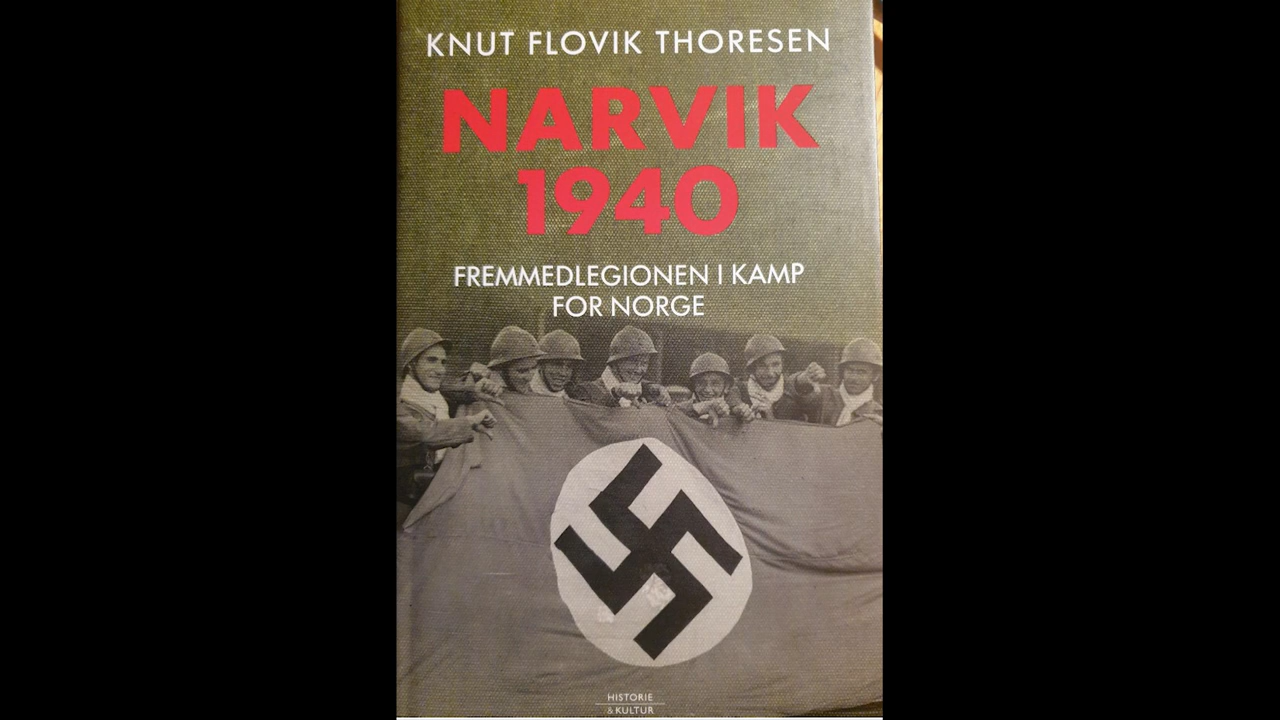 KNUT FLOVIK THORESEN
NARVIK
1940
FREMMEDLEGIONEN I KAMP
FOR NORGE
HISTORIE
& KULTUR